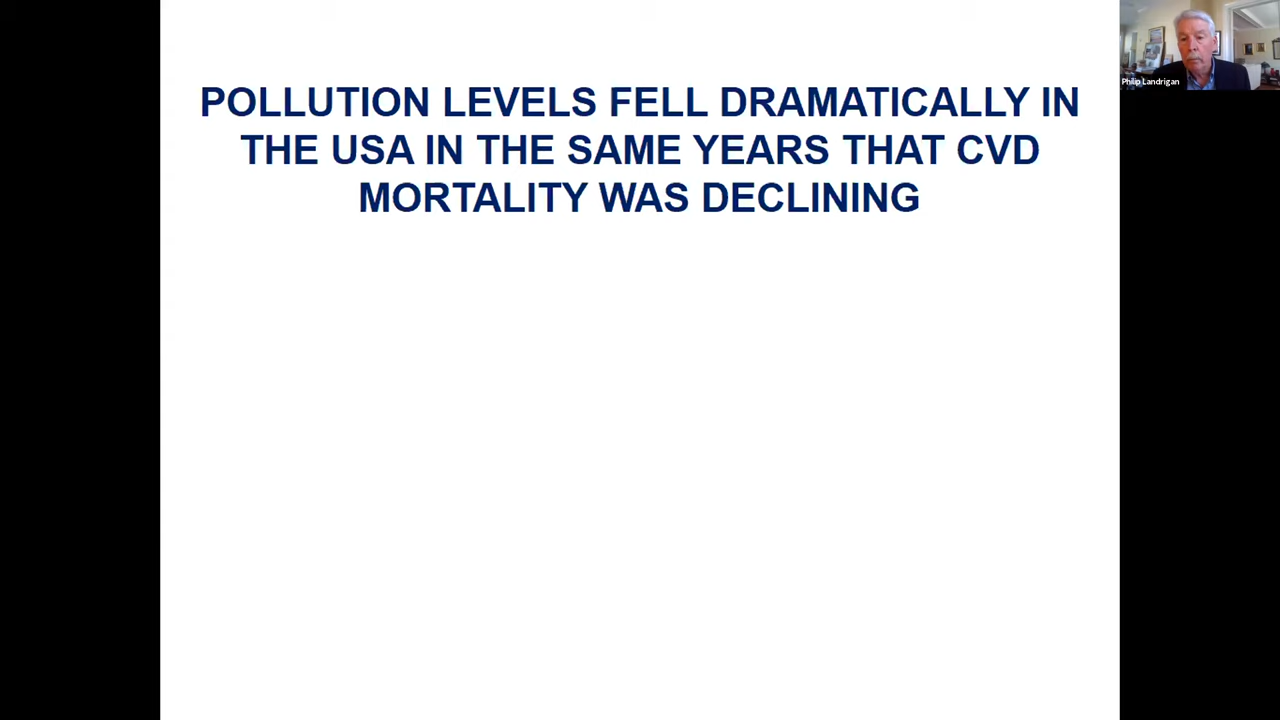 POLLUTION LEVELS FELL DRAMATICALLY IN
THE USA IN THE SAME YEARS THAT CVD
MORTALITY WAS DECLINING
Philip Landrigan